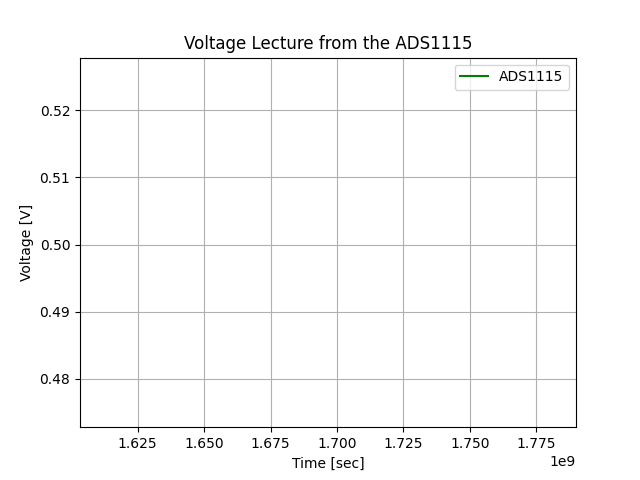 Voltage Lecture from the ADS1115
ADS1115
0.52
0.51
0.50
0.49
0.48
Voltage [V]
1.625 1.650 1.675 1.700 1.725 1.750 1.775
1e9
Time [sec]